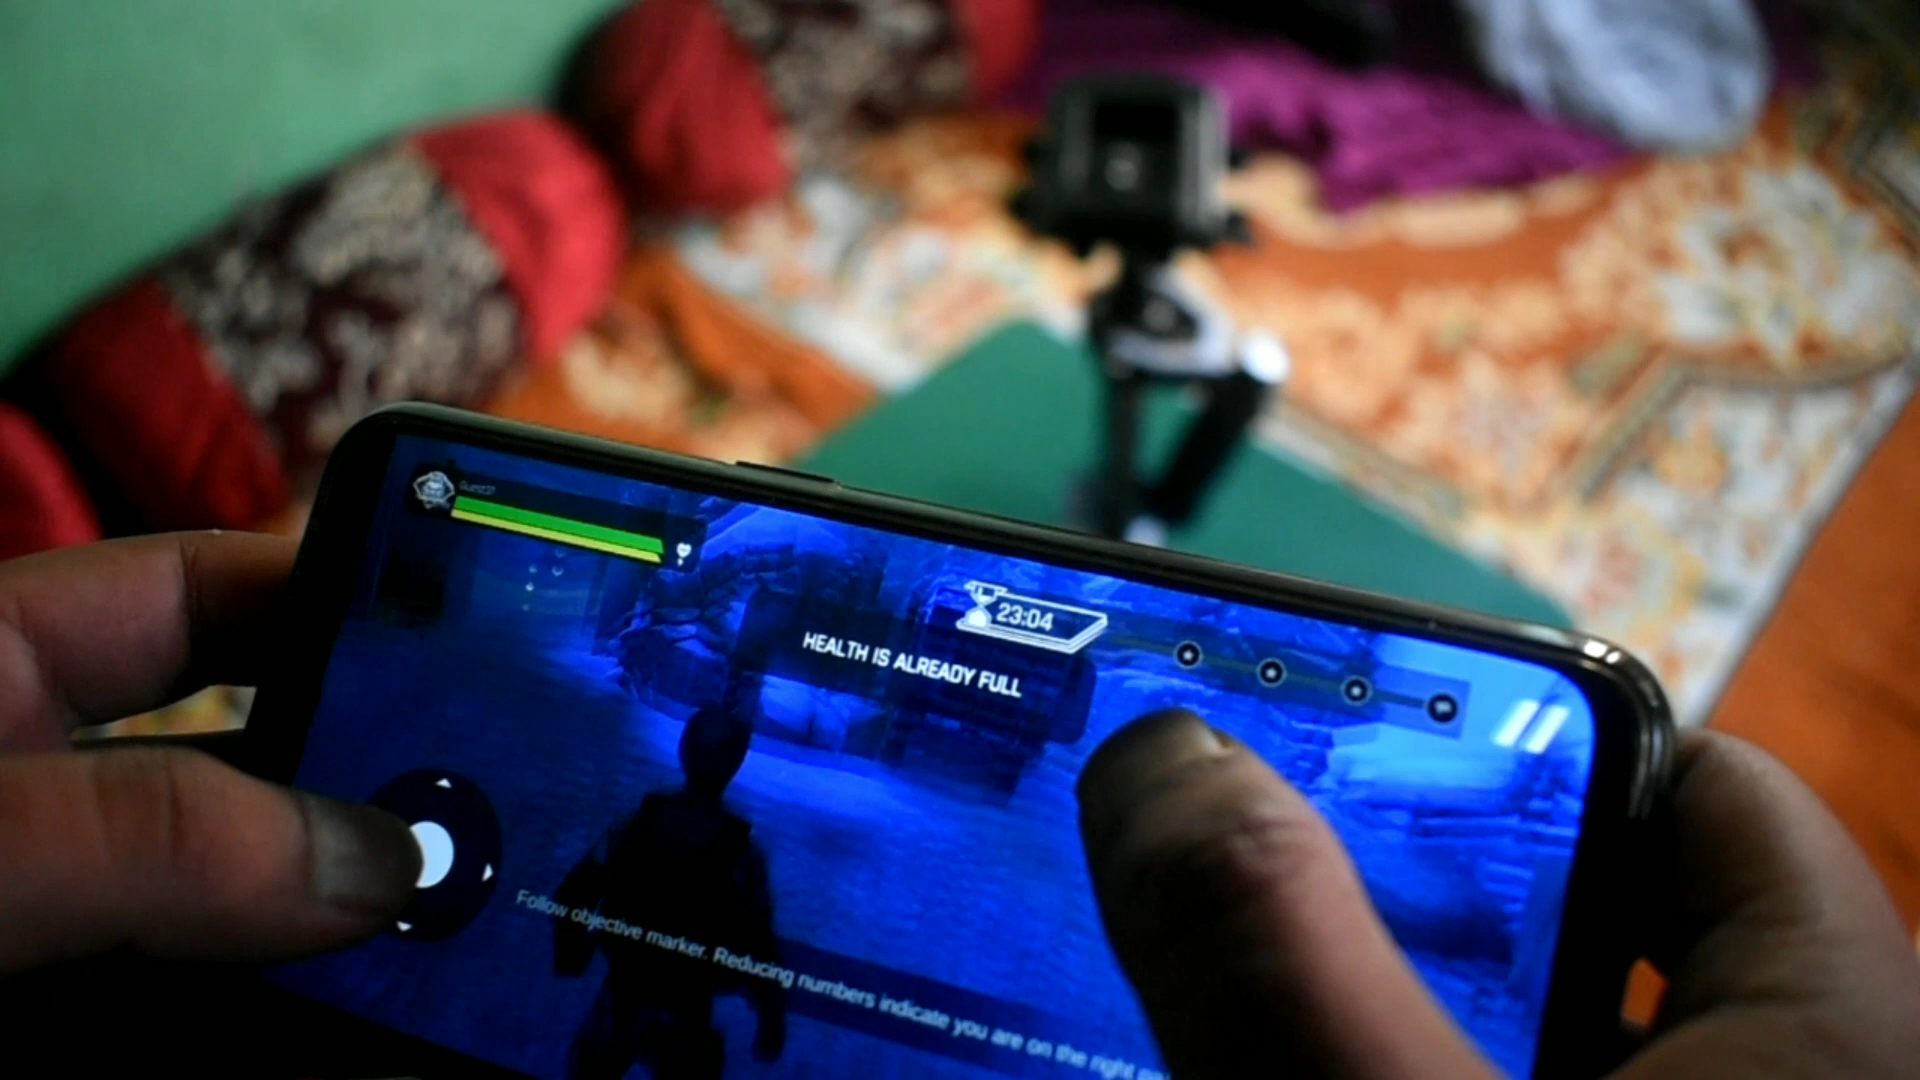 23:04
HEALTH IS ALREADY FULL
Follow objective marker. Reducing numbers indicate you are on the right